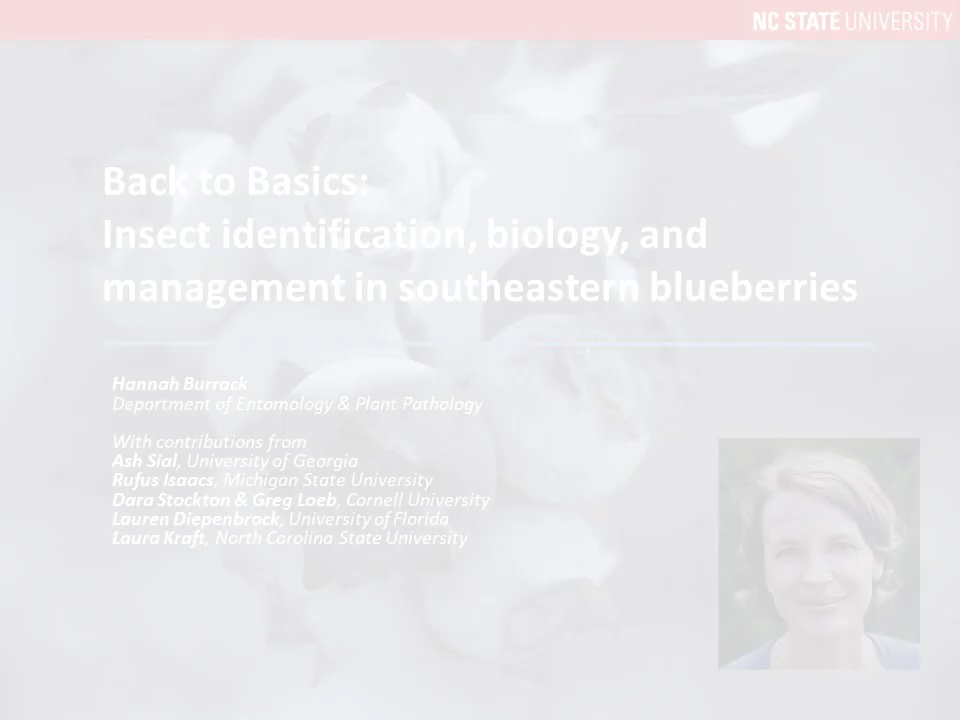 NC STATE UNIVERSITY
Back to Basics:
Insect identification, biology, and
management in southeastern blueberries
Hannah Burrack
Department of Entomology & Plant Pathology
With contributions from
Ash Sial, University of Georgia
Rufus Isaacs, Michigan State University
Dara Stockton & Greg Loeb, Cornell University
Lauren Diepenbrock, University of Florida
Laura Kraft, North Carolina State University